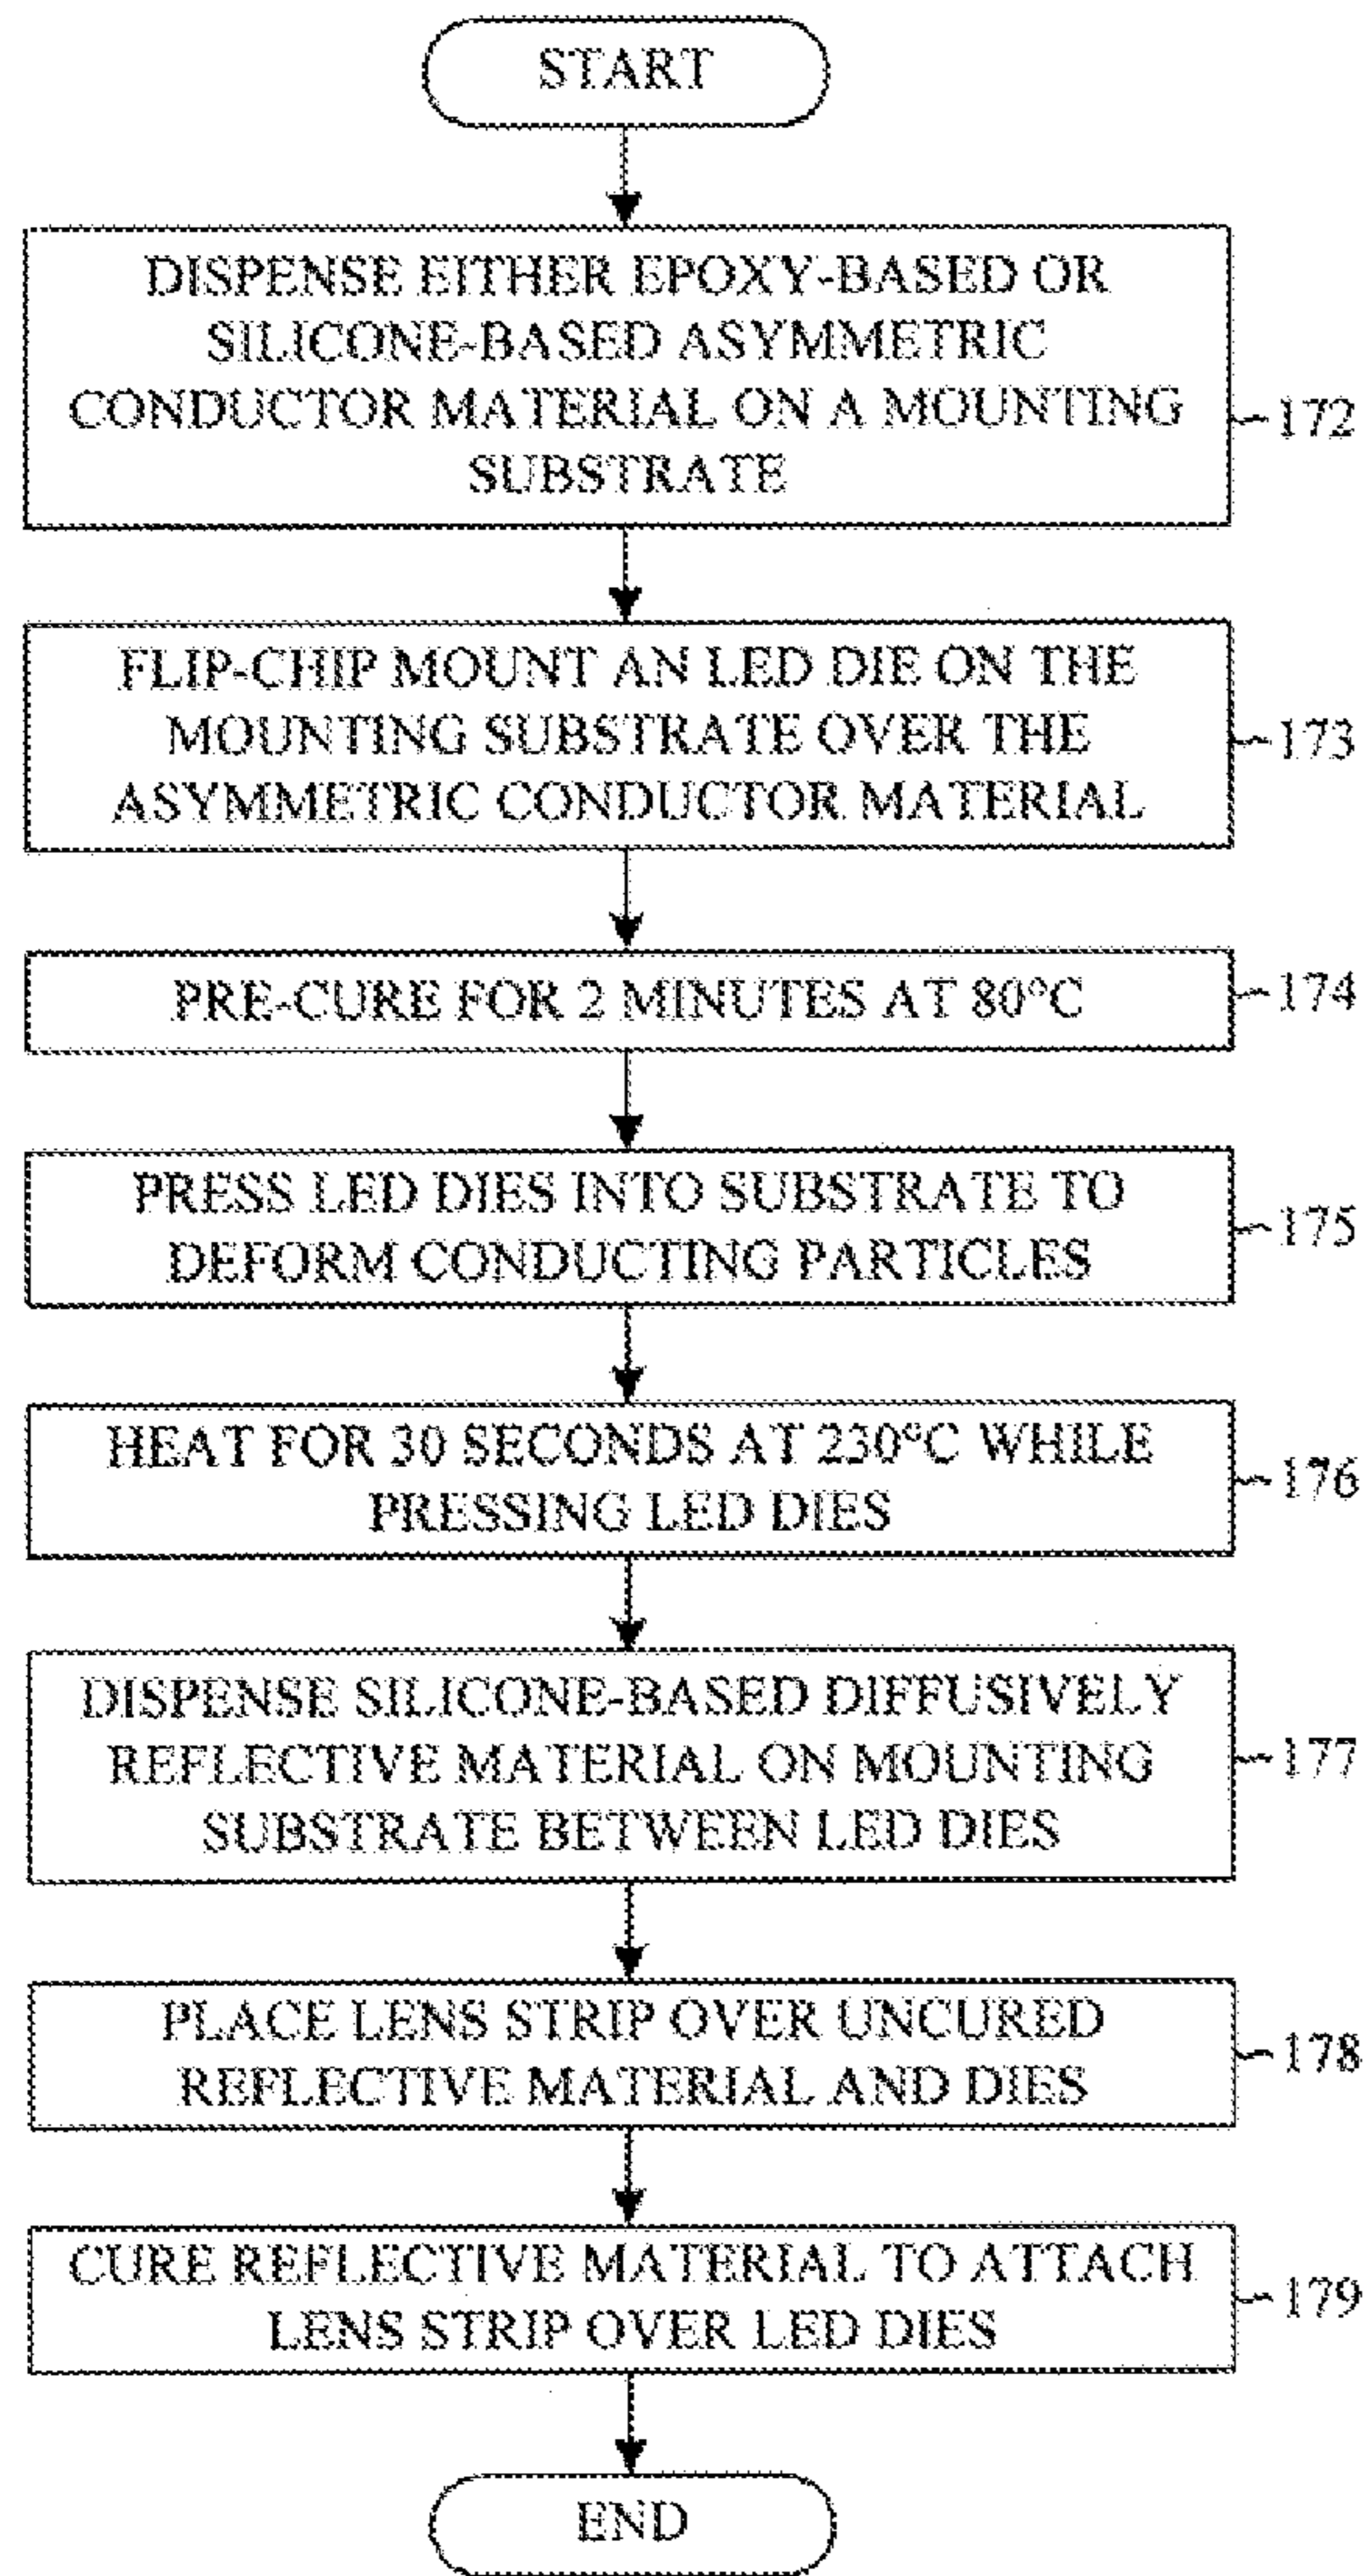 START
DISPENSE EITHER EPOXY-BASED OR
SILICONE-BASED ASYMMETRIC
CONDUCTOR MATERIAL ON A MOUNTING
SUBSTRATE
172
FLIP-CHIP MOUNT AN LED DIE ON THE
MOUNTING SUBSTRATE OVER THE
ASYMMETRIC CONDUCTOR MATERIAL
173
PRE-CURE FOR 2 MINUTES AT 80°C
174
PRESS LED DIES INTO SUBSTRATE TO
DEFORM CONDUCTING PARTICLES
175
HEAT FOR 30 SECONDS AT 230°C WHILE
PRESSING LED DIES
176
DISPENSE SILICONE-BASED DIFFUSIVELY
REFLECTIVE MATERIAL ON MOUNTING
SUBSTRATE BETWEEN LED DIES
177
PLACE LENS STRIP OVER UNCURED
REFLECTIVE MATERIAL AND DIES
178
CURE REFLECTIVE MATERIAL TO ATTACH
LENS STRIP OVER LED DIES
179
END